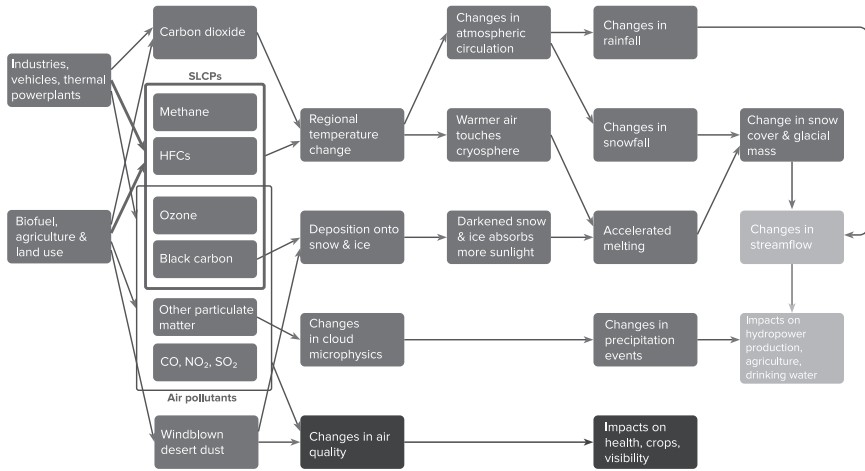 Industries,
vehicles, thermal
powerplants
Biofuel,
agriculture &
land use
Carbon dioxide
SLCPs
Methane
HFCs
Ozone
Black carbon
Other particulate
matter
CO, NO₂, SO₂
Air pollutants
Windblown
desert dust
Regional
temperature
change
Deposition onto
snow & ice
Changes
in cloud
microphysics
Changes in air
quality
Changes in
atmospheric
circulation
Warmer air
touches
cryosphere
Darkened snow
& ice absorbs
more sunlight
Changes in
rainfall
Changes in
snowfall
Accelerated
melting
Changes in
precipitation
events
Impacts on
health, crops,
visibility
Change in snow
cover & glacial
mass
Changes in
streamflow
Impacts on
hydropower
production,
agriculture,
drinking water